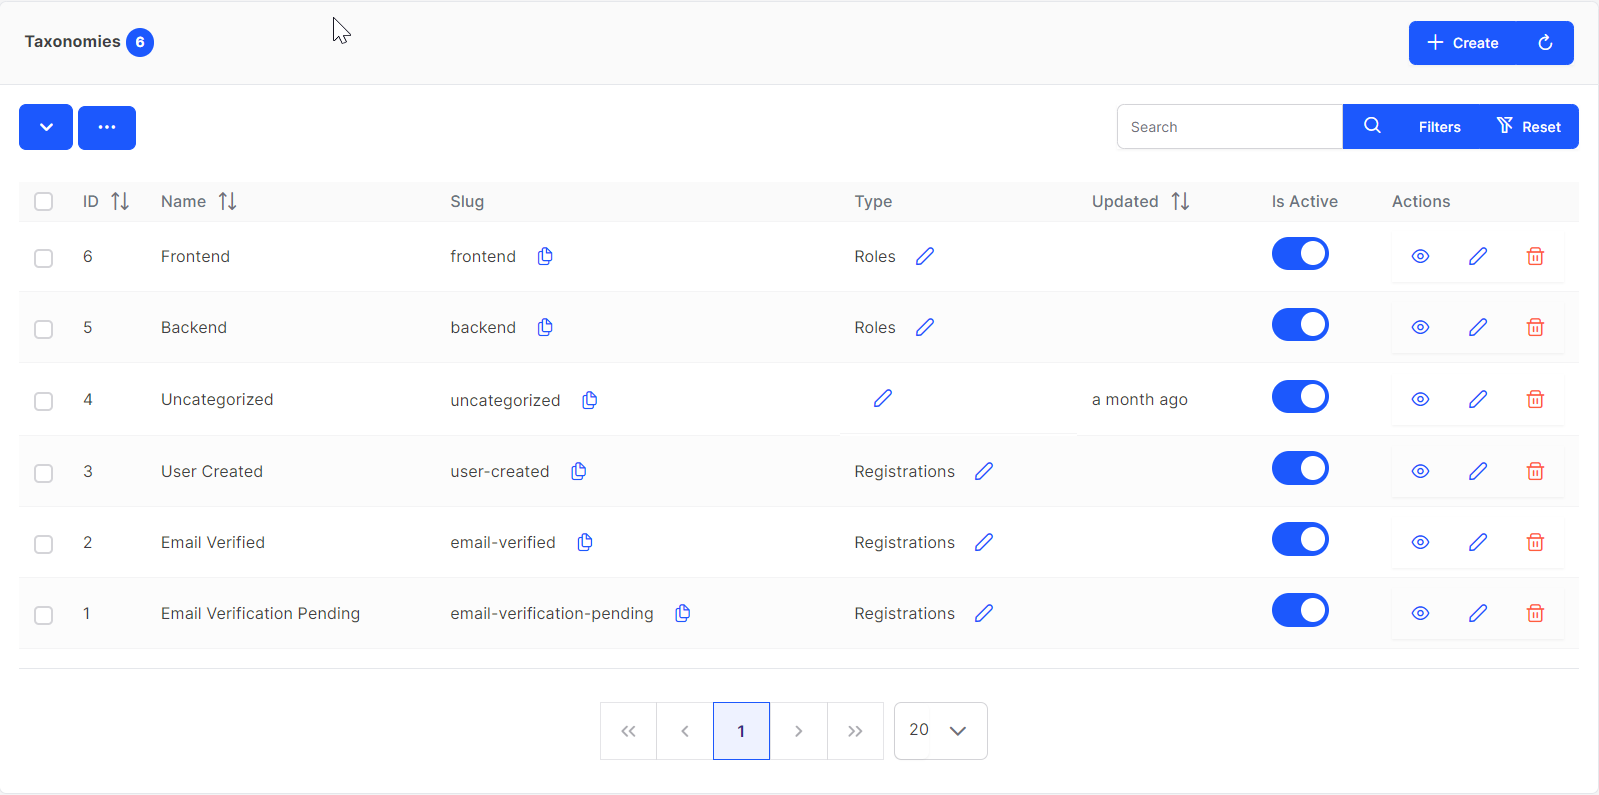 Taxonomies 6
Create
Search Filters Reset
ID Name Slug Type Updated Is Active Actions
6 Frontend frontend Roles
5 Backend backend Roles
4 Uncategorized uncategorized a month ago
3 User Created user-created Registrations
2 Email Verified email-verified Registrations
1 Email Verification Pending email-verification-pending Registrations
1 20